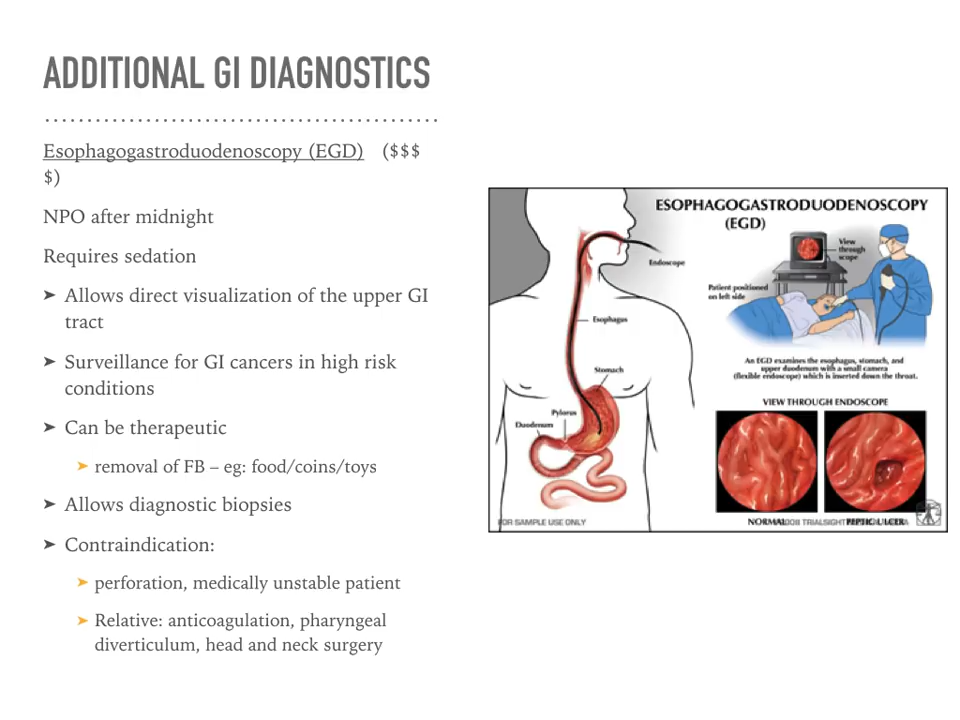 ADDITIONAL GI DIAGNOSTICS
Esophagogastroduodenoscopy (EGD) ($$$
$)
NPO after midnight
Requires sedation
➤ Allows direct visualization of the upper GI
tract
➤ Surveillance for GI cancers in high risk
conditions
➤ Can be therapeutic
➤ removal of FB – eg: food/coins/toys
➤ Allows diagnostic biopsies
➤ Contraindication:
➤ perforation, medically unstable patient
➤ Relative: anticoagulation, pharyngeal
diverticulum, head and neck surgery
ESOPHAGOGASTRODUODENOSCOPY
(EGD)
View
through
scope
Endoscope
Patient positioned
on left side
Esophagus
An EGD examines the esophagus, stomach, and
upper duodenum with a small camera
(flexible endoscope) which is inserted down the throat.
Stomach
VIEW THROUGH ENDOSCOPE
Pylorus
Duodenum
FOR SAMPLE USE ONLY
NORMAL
PEPTIC ULCER